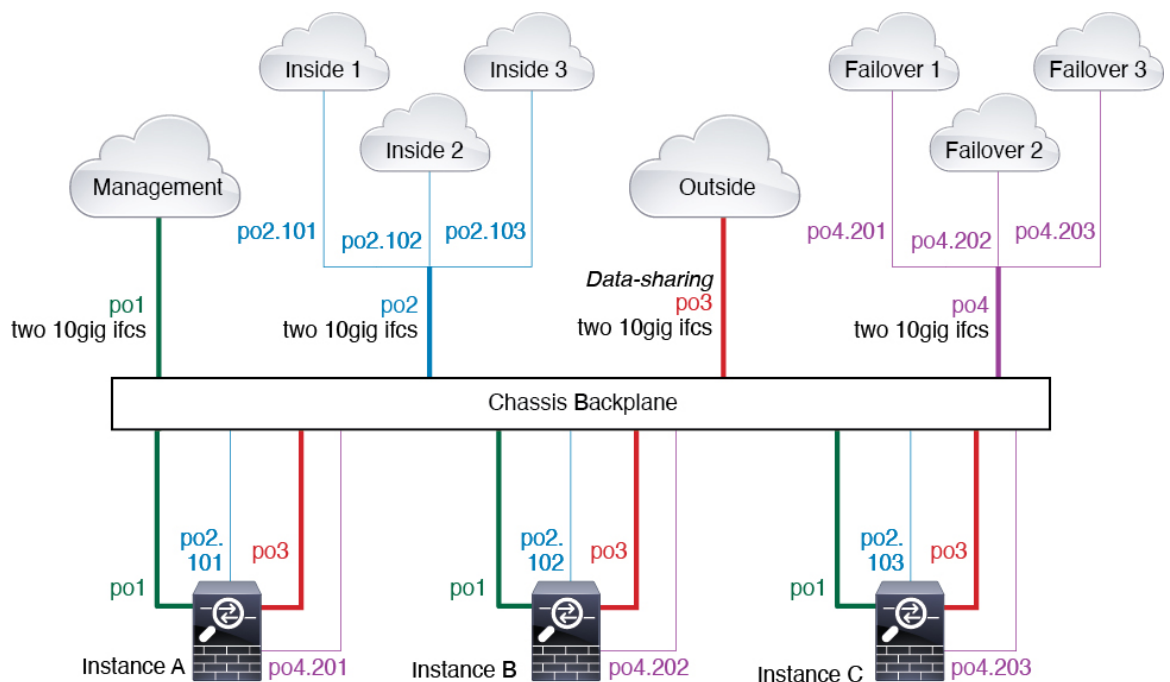 Inside 1
Inside 3
Failover 1
Failover 3
Inside 2
Failover 2
Management
Outside
po2.101
po2.102
po2.103
po4.201
po4.202
po4.203
Data-sharing
po1
two 10gig ifcs
po2
two 10gig ifcs
po3
two 10gig ifcs
po4
two 10gig ifcs
Chassis Backplane
po1
po2.
101
po3
Instance A
po4.201
po1
po2.
102
po3
Instance B
po4.202
po1
po2.
103
po3
Instance C
po4.203